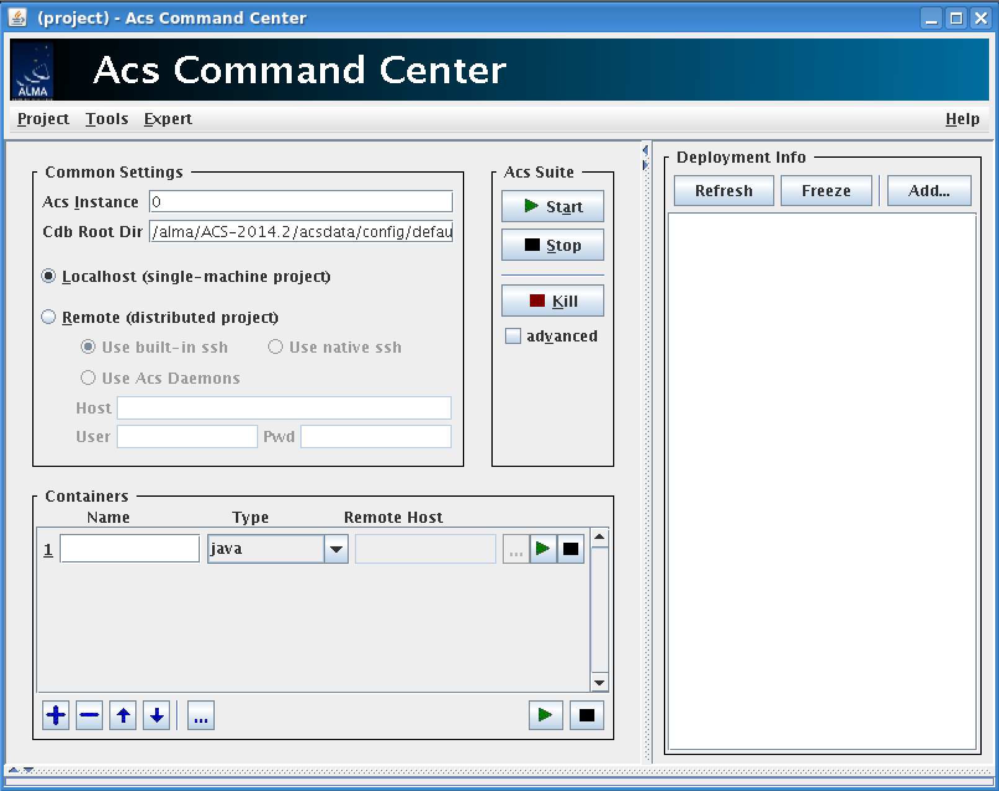 (project) - Acs Command Center
ALMA
Acs Command Center
Project Tools Expert Help
Common Settings
Acs Instance 0
Cdb Root Dir /alma/ACS-2014.2/acsdata/config/defau
Localhost (single-machine project)
Remote (distributed project)
Use built-in ssh Use native ssh
Use Acs Daemons
Host
User Pwd
Acs Suite
Start
Stop
Kill
advanced
Containers
Name Type Remote Host
1 java ...
...
Deployment Info
Refresh Freeze Add...